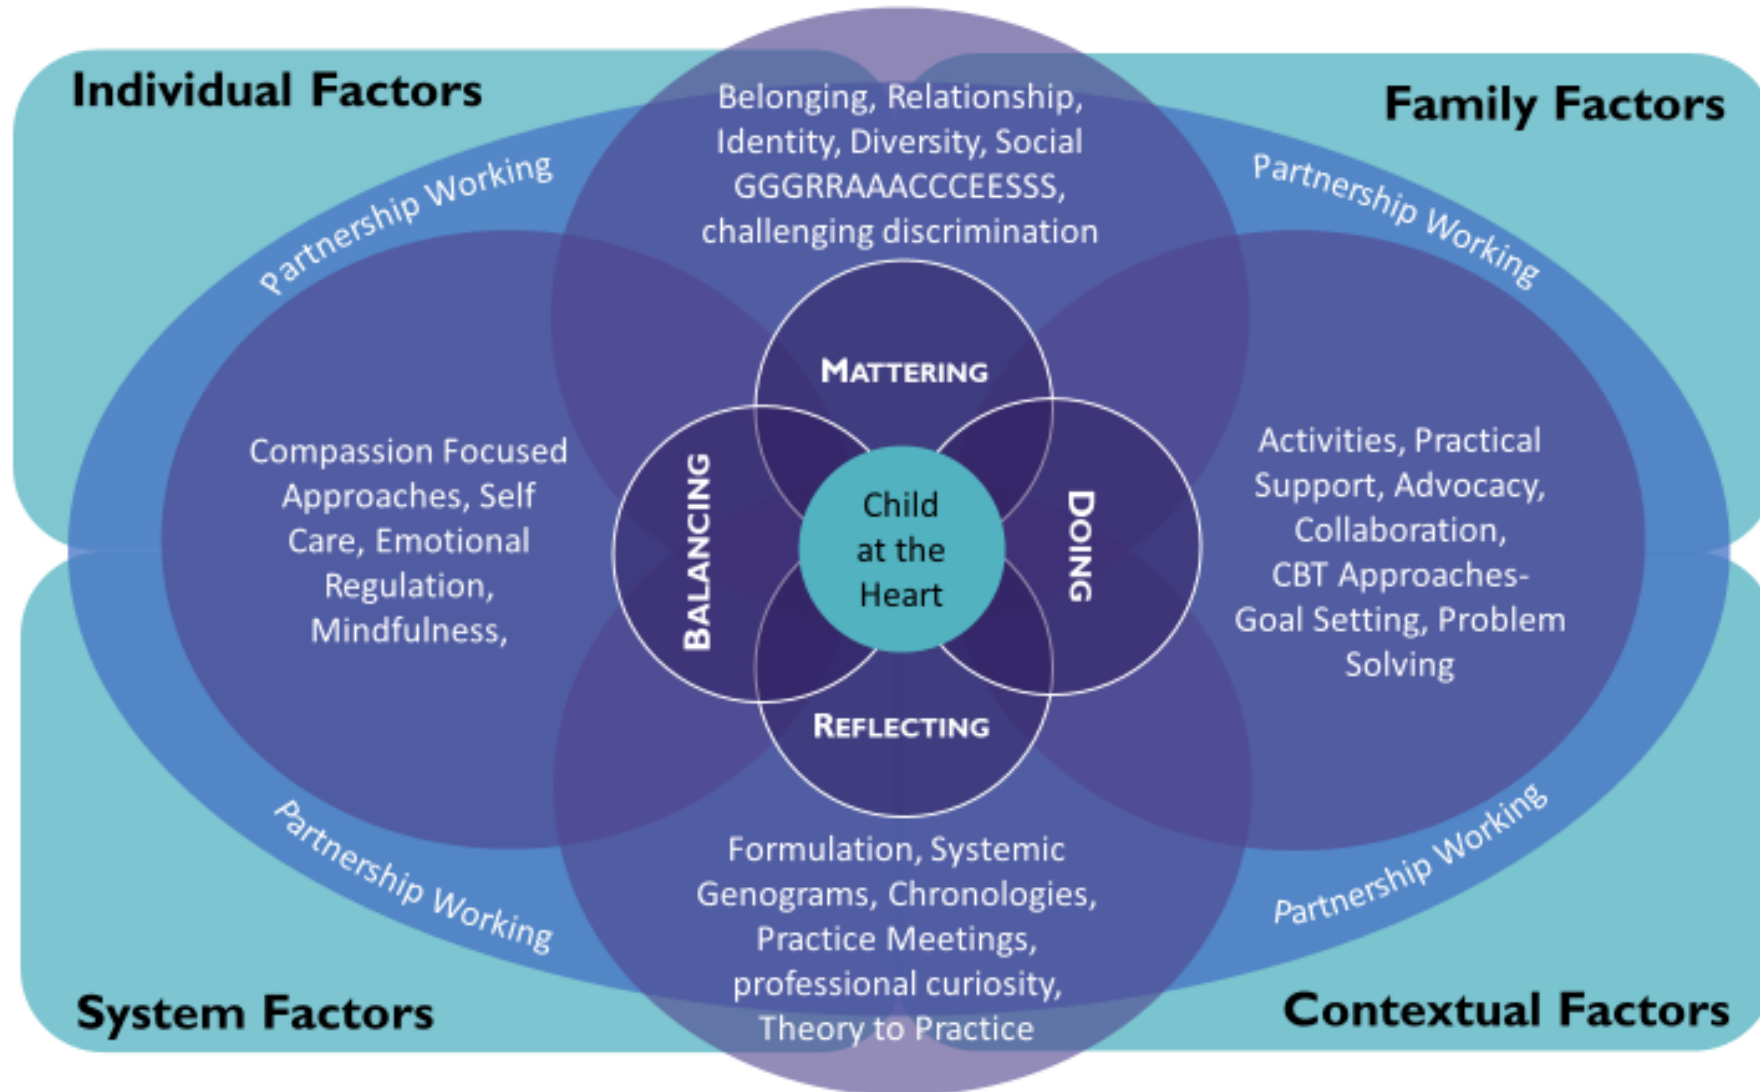 Individual Factors
Family Factors
Belonging, Relationship,
Identity, Diversity, Social
GGGRRAAACCCEESSS,
challenging discrimination
Partnership Working
Partnership Working
MATTERING
Compassion Focused
Approaches, Self
Care, Emotional
Regulation,
Mindfulness,
BALANCING
Child
at the
Heart
DOING
Activities, Practical
Support, Advocacy,
Collaboration,
CBT Approaches-
Goal Setting, Problem
Solving
REFLECTING
Partnership Working
Partnership Working
Formulation, Systemic
Genograms, Chronologies,
Practice Meetings,
professional curiosity,
Theory to Practice
System Factors
Contextual Factors